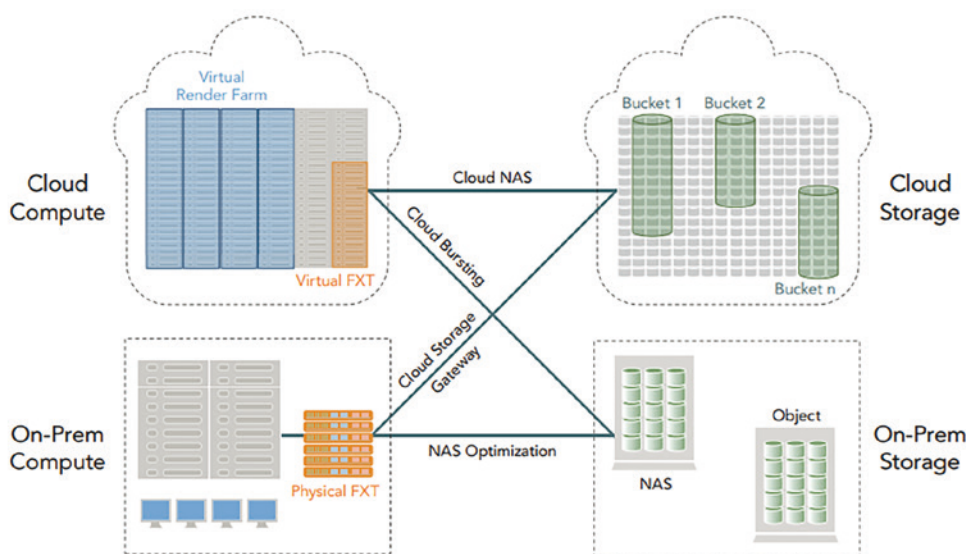 Virtual
Render Farm
Bucket 1
Bucket 2
Cloud
Compute
Cloud NAS
Cloud
Storage
Cloud Bursting
Virtual FXT
Bucket n
Cloud Storage
Gateway
Object
On-Prem
Compute
NAS Optimization
On-Prem
Storage
Physical FXT
NAS